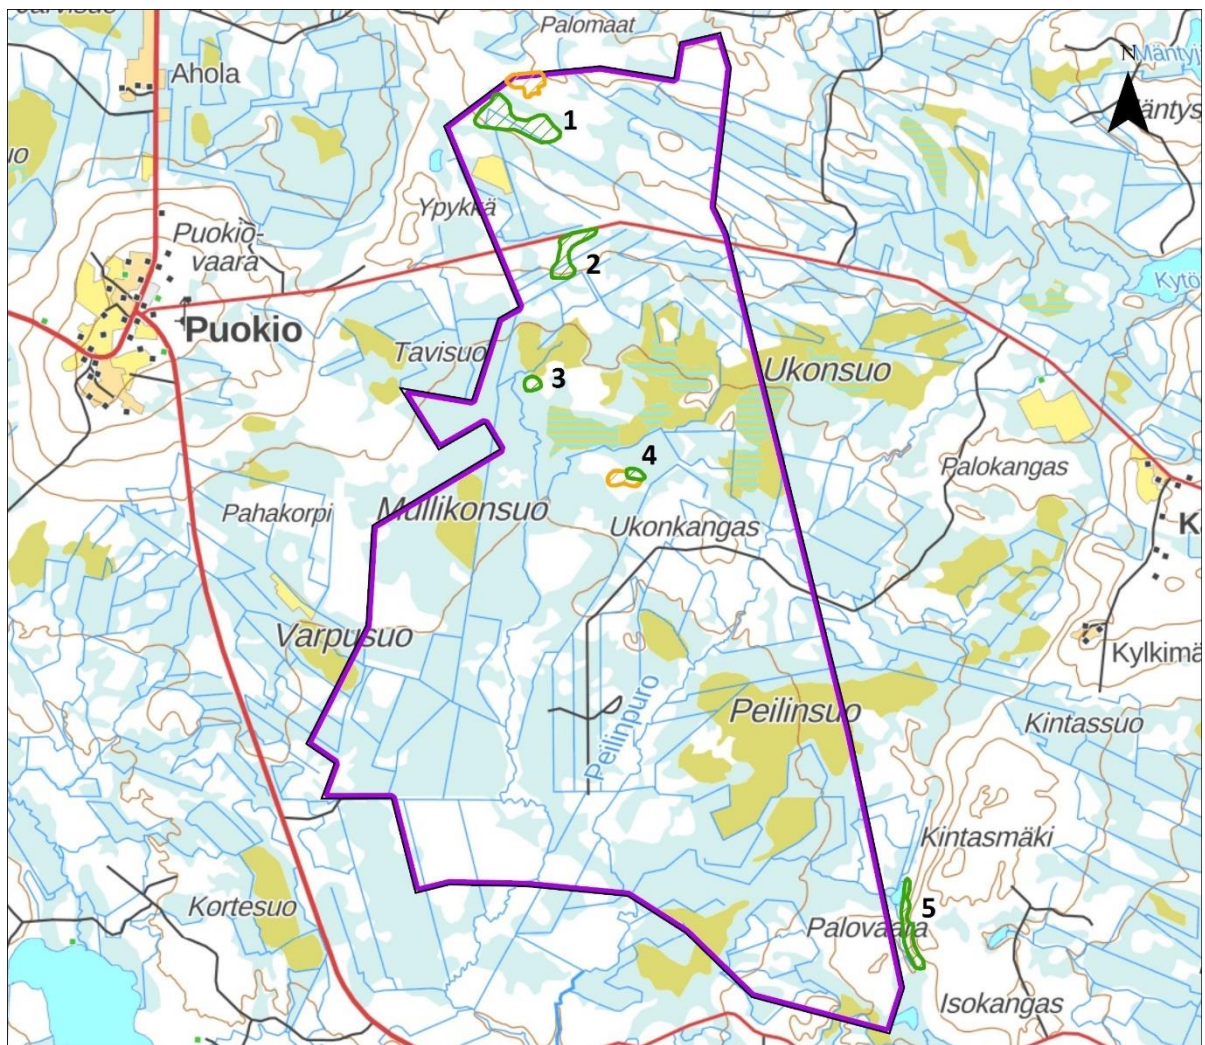 Palomaat
N
Ahola
1
Ypykkä
Puokio-
vaara
2
Kytö
Puokio
Tavisuo
3
Ukonsuo
4
Palokangas
Pahakorpi
Mullikonsuo
Ukonkangas
K
Varpusuo
Kylkimä
Peilinpuro
Peilinsuo
Kintassuo
Kintasmäki
Kortesuo
5
Palovaara
Isokangas